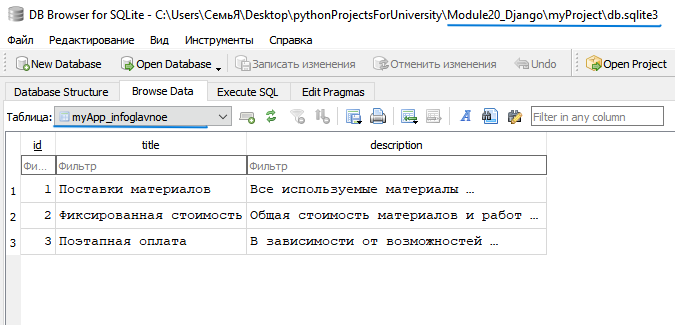 DB Browser for SQLite - C:\Users\СемьЯ\Desktop\pythonProjectsForUniversity\Module20_Django\myProject\db.sqlite3
Файл Редактирование Вид Инструменты Справка
New Database Open Database Записать изменения Отменить изменения Undo Open Project
Database Structure Browse Data Execute SQL Edit Pragmas
Таблица: myApp_infoglavnoe Filter in any column
id title description
Фи... Фильтр Фильтр
1 1 Поставки материалов Все используемые материалы …
2 2 Фиксированная стоимость Общая стоимость материалов и работ …
3 3 Поэтапная оплата В зависимости от возможностей …